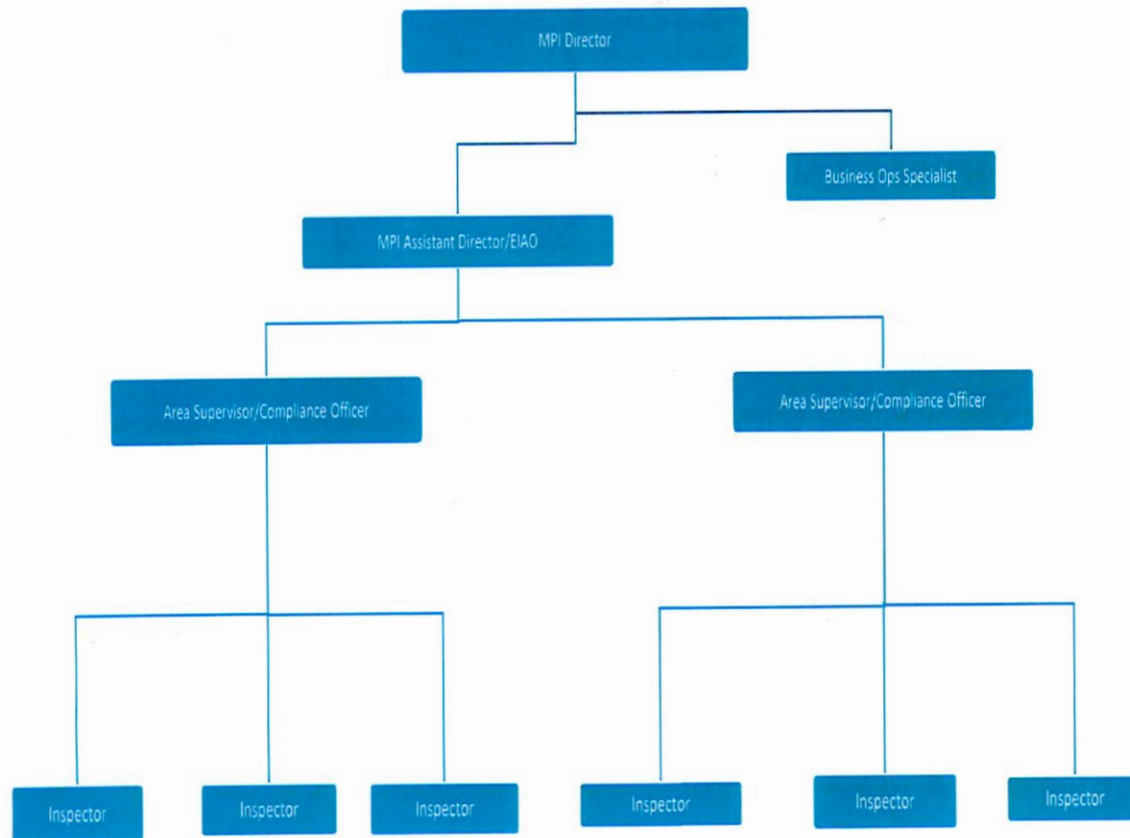 MPI Director
Business Ops Specialist
MPI Assistant Director/EIAO
Area Supervisor/Compliance Officer
Area Supervisor/Compliance Officer
Inspector
Inspector
Inspector
Inspector
Inspector
Inspector